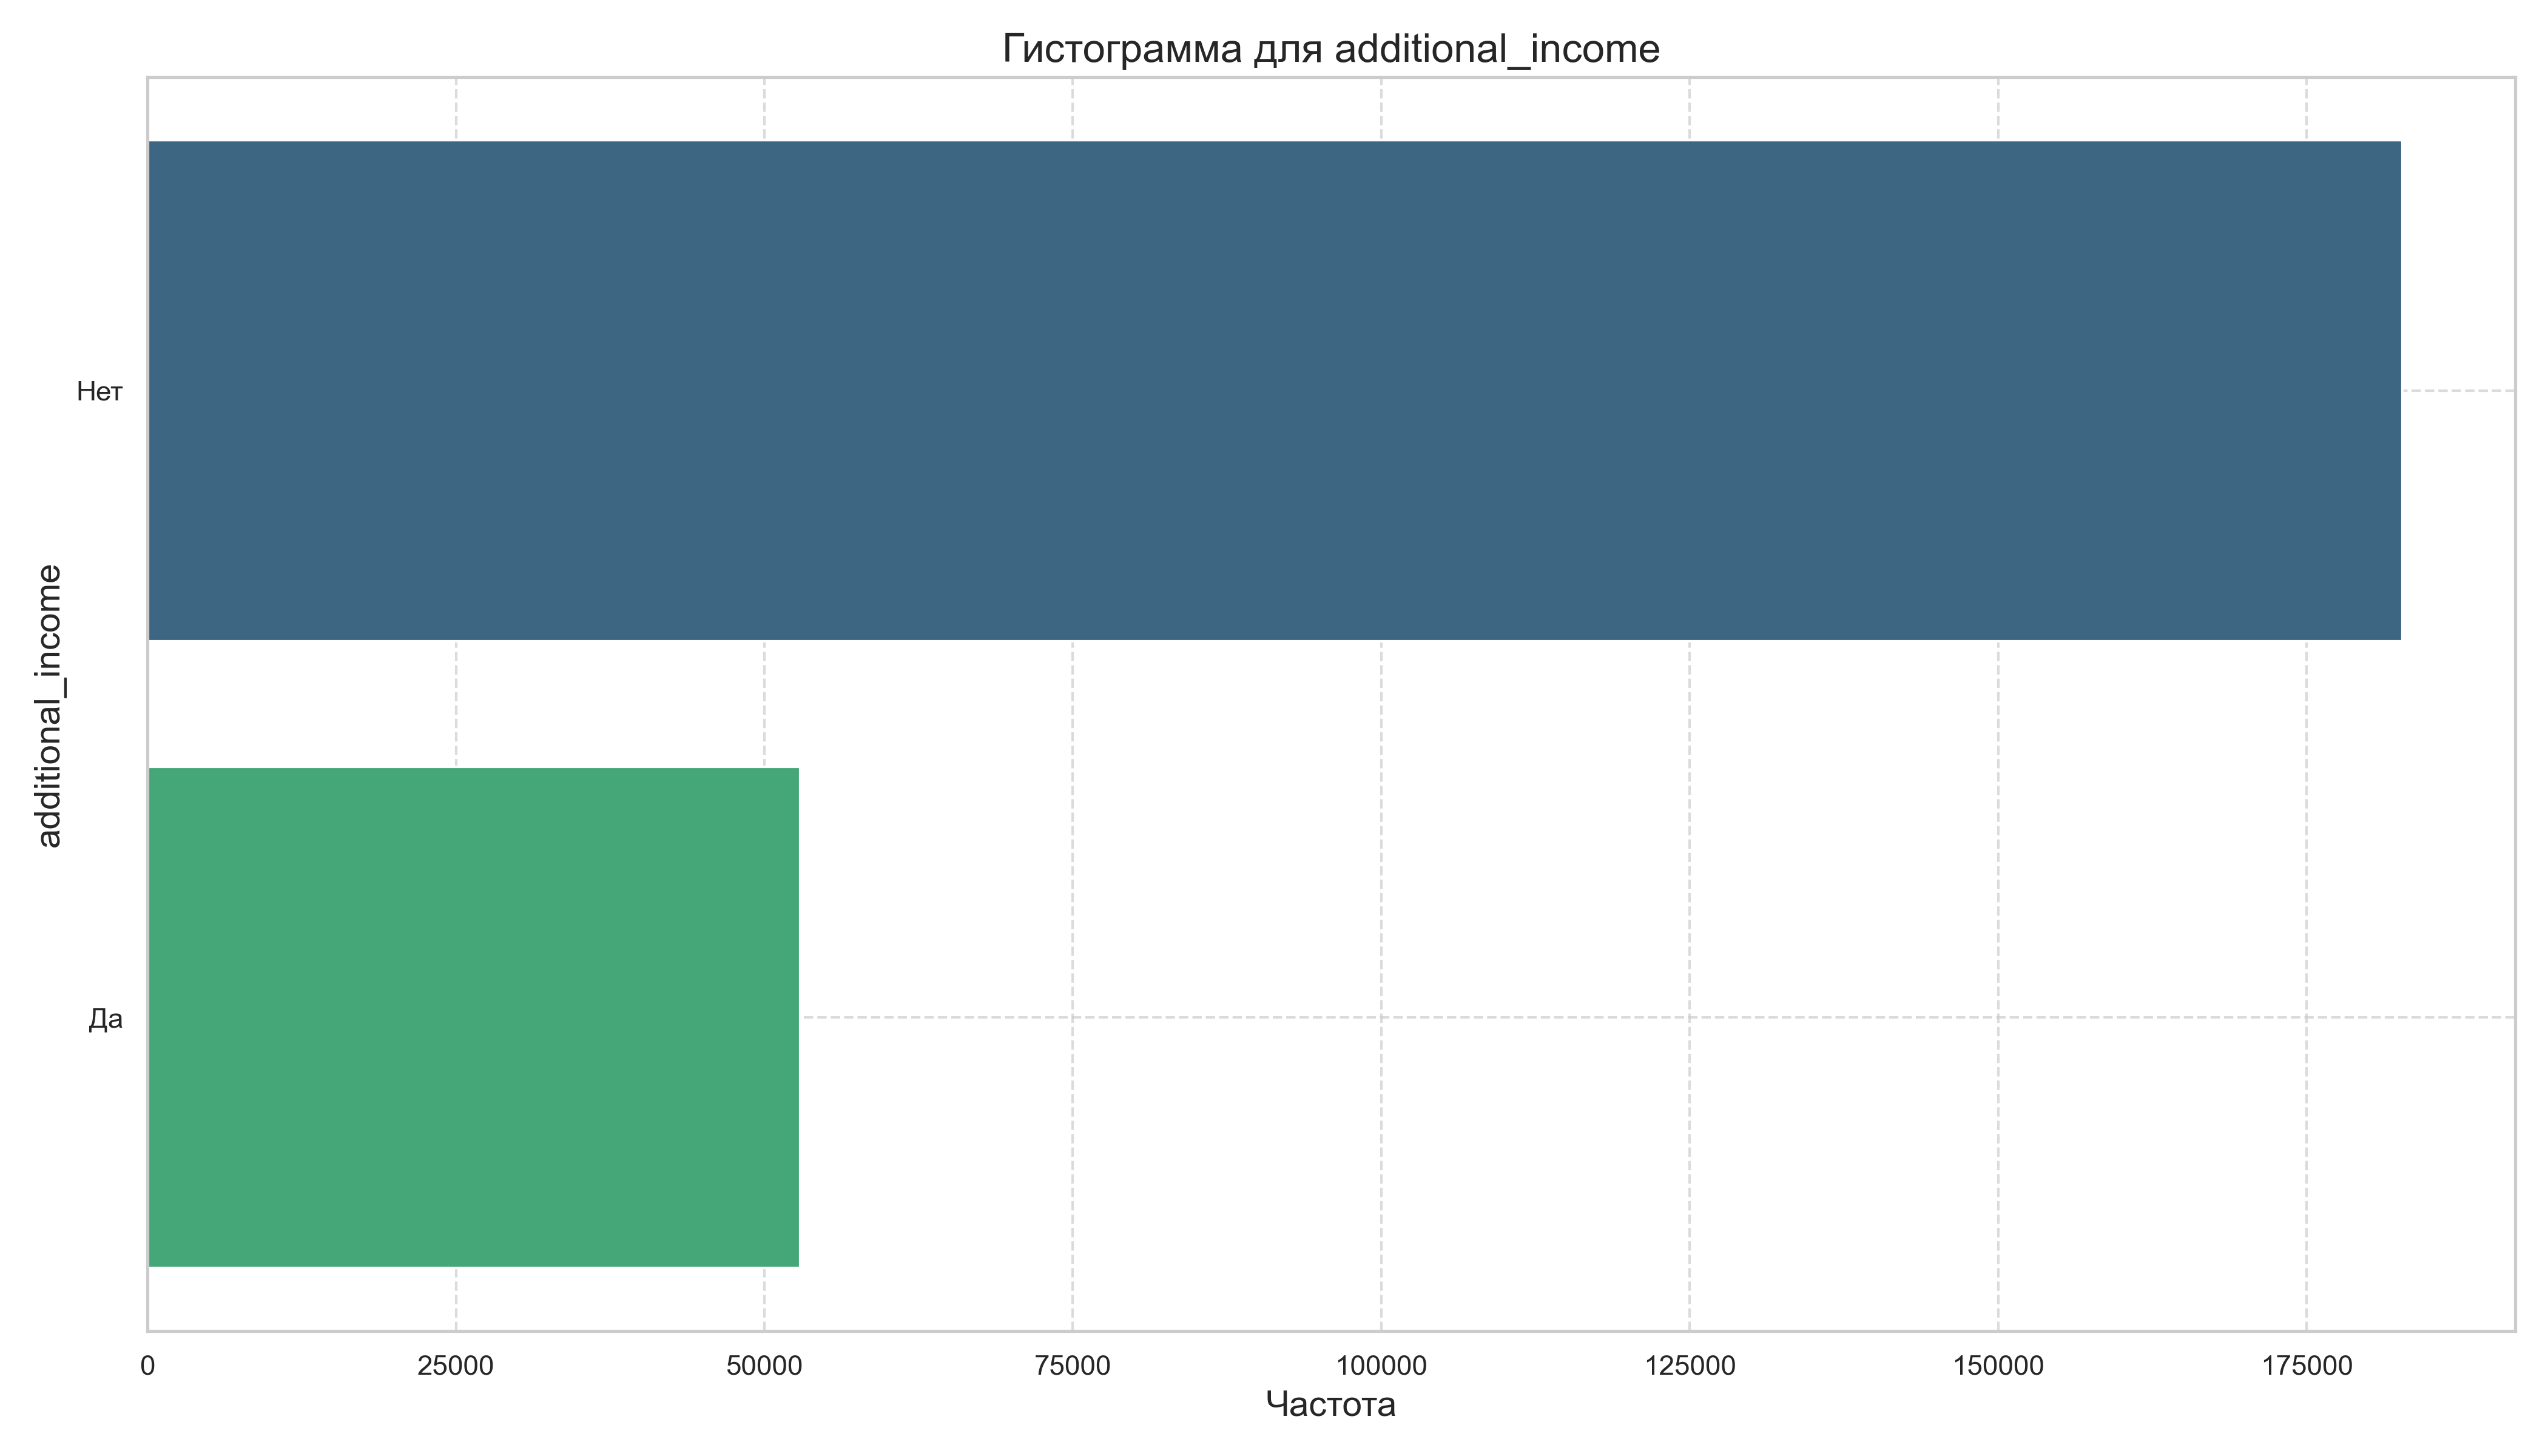 Гистограмма для additional_income
additional_income
Нет
Да
0 25000 50000 75000 100000 125000 150000 175000
Частота